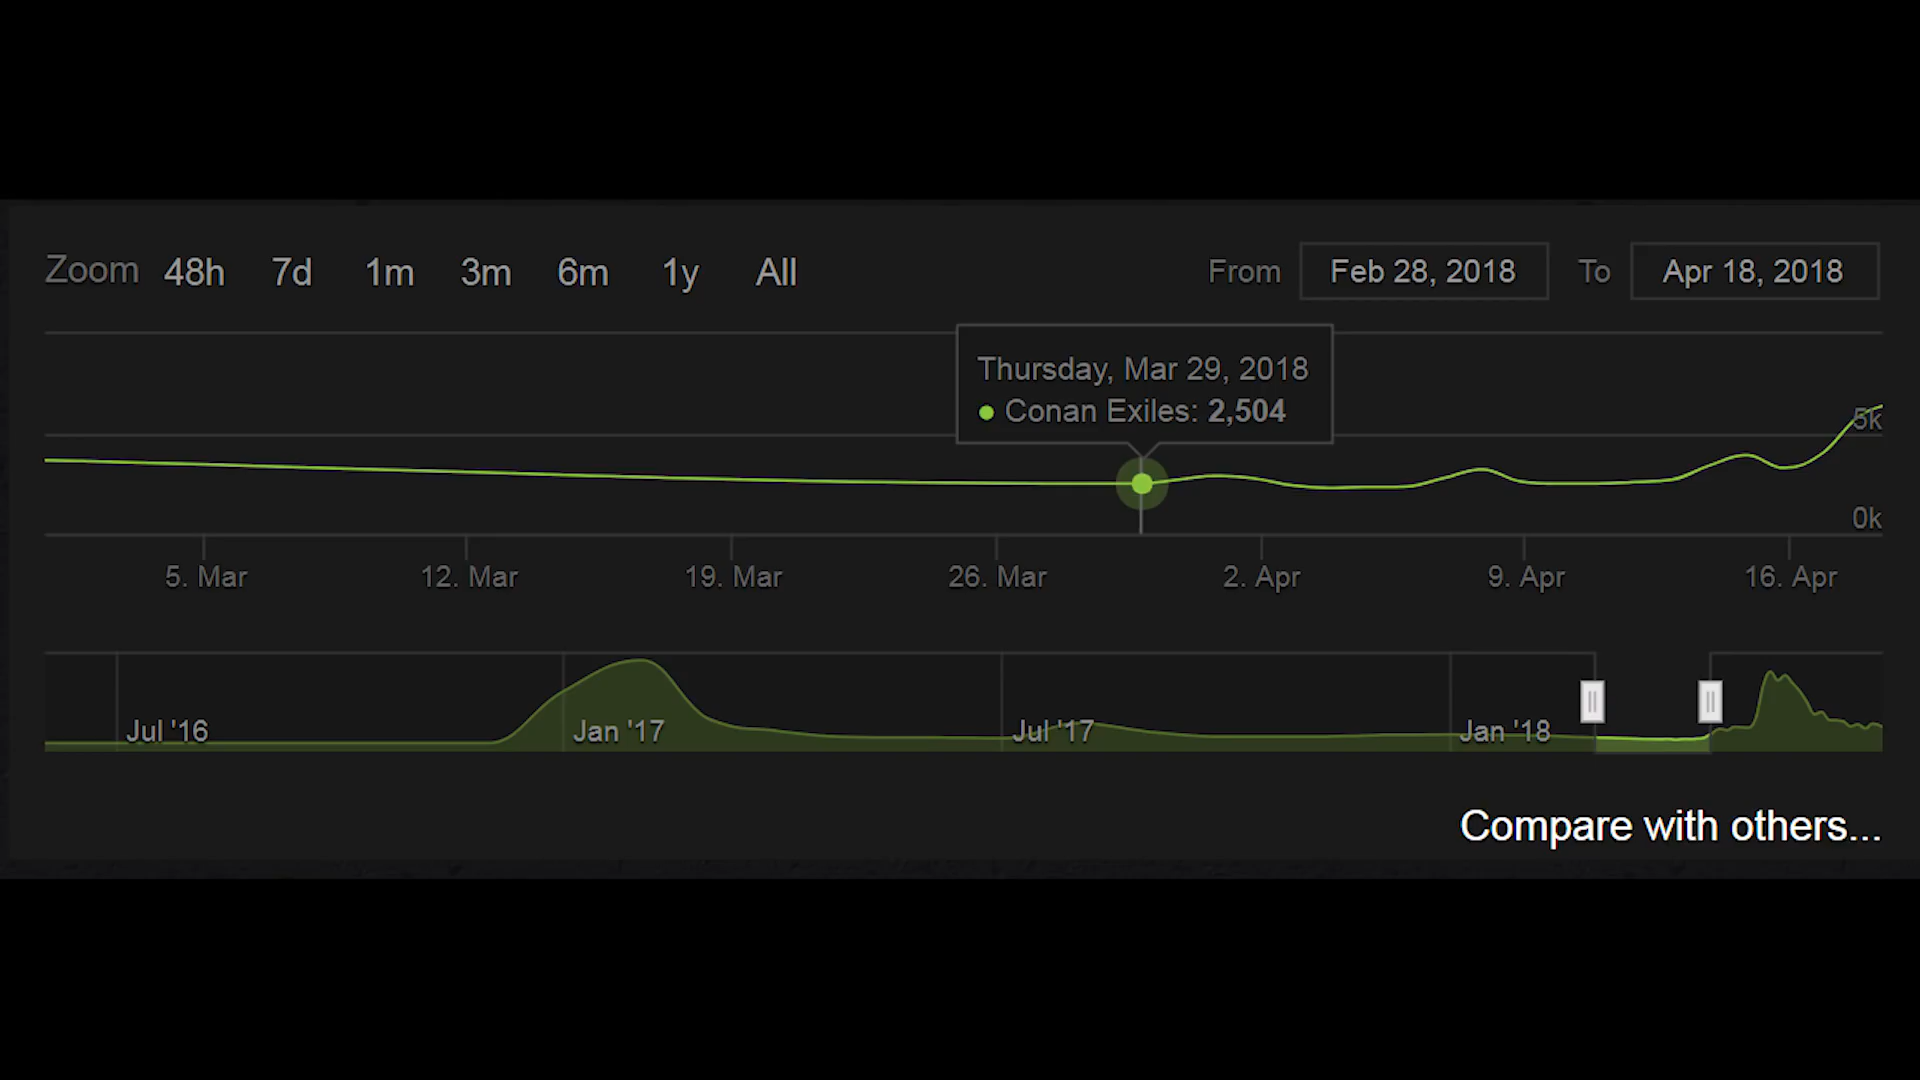 Zoom 48h 7d 1m 3m 6m 1y All From Feb 28, 2018 To Apr 18, 2018
Thursday, Mar 29, 2018
● Conan Exiles: 2,504
5k
0k
5. Mar 12. Mar 19. Mar 26. Mar 2. Apr 9. Apr 16. Apr
Jul '16 Jan '17 Jul '17 Jan '18
Compare with others...